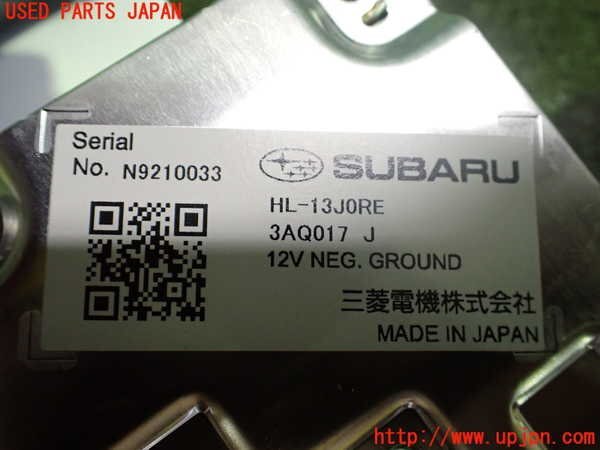 USED PARTS JAPAN
Serial
No. N9210033
SUBARU
HL-13J0RE
3AQ017 J
12V NEG. GROUND
三菱電機株式会社
MADE IN JAPAN
http://www.upjpn.com